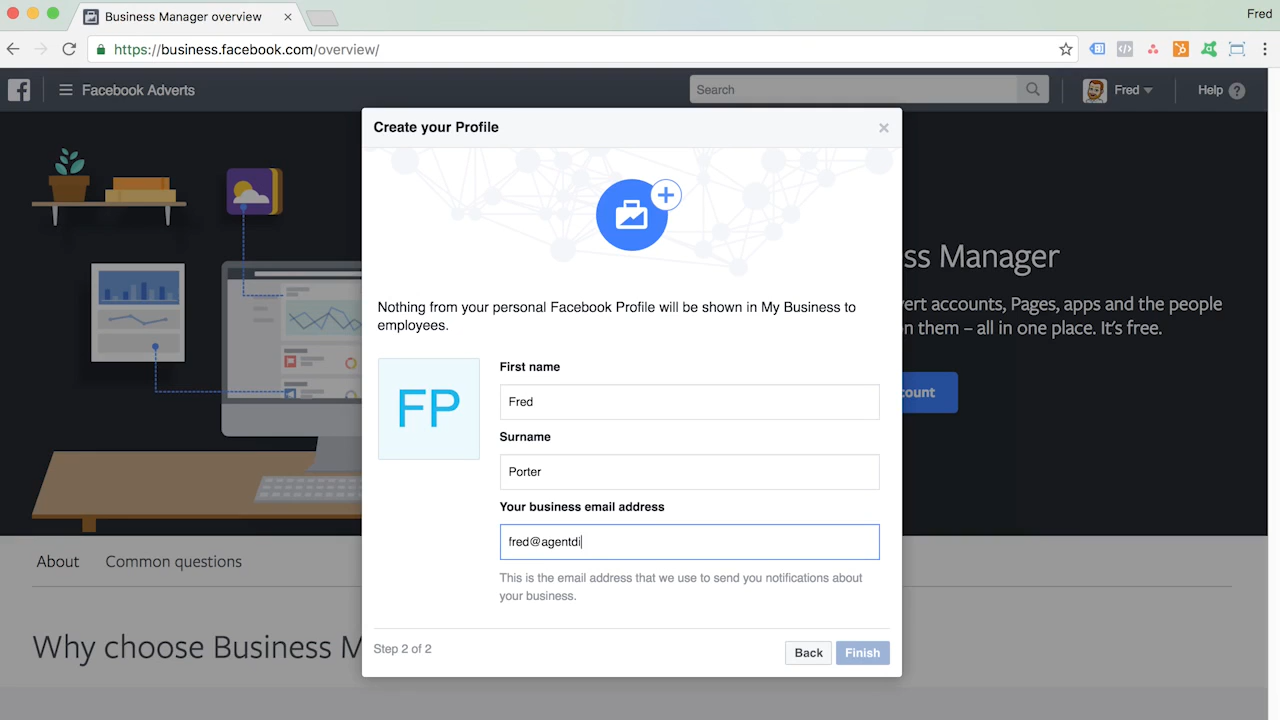 Business Manager overview
Fred
https://business.facebook.com/overview/
Facebook Adverts
Search
Fred
Help ?
Create your Profile
ss Manager
vert accounts, Pages, apps and the people
n them – all in one place. It's free.
count
Nothing from your personal Facebook Profile will be shown in My Business to
employees.
FP
First name
Fred
Surname
Porter
Your business email address
fred@agentdi
This is the email address that we use to send you notifications about
your business.
Step 2 of 2
Back
Finish
About
Common questions
Why choose Business M